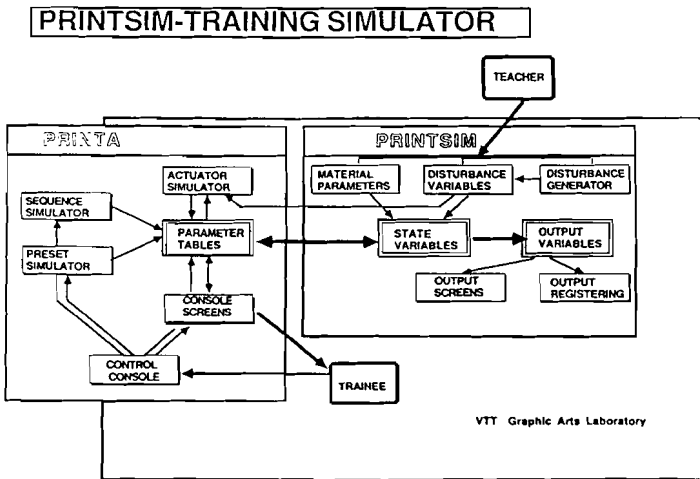 PRINTSIM-TRAINING SIMULATOR
TEACHER
PRINTA
PRINTSIM
ACTUATOR
SIMULATOR
MATERIAL
PARAMETERS
DISTURBANCE
VARIABLES
DISTURBANCE
GENERATOR
SEQUENCE
SIMULATOR
PARAMETER
TABLES
STATE
VARIABLES
OUTPUT
VARIABLES
PRESET
SIMULATOR
OUTPUT
SCREENS
OUTPUT
REGISTERING
CONSOLE
SCREENS
CONTROL
CONSOLE
TRAINEE
VTT Graphic Arts Laboratory